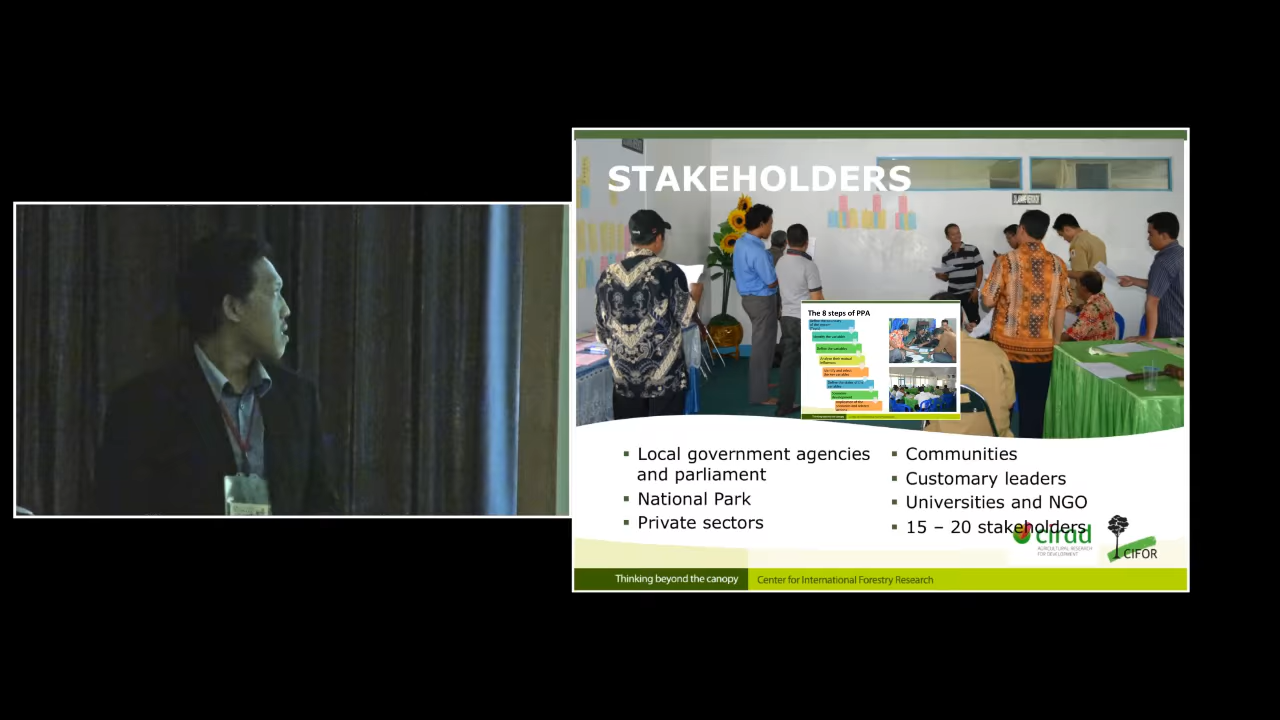 STAKEHOLDERS
The 8 steps of PPA
Local government agencies
and parliament
National Park
Private sectors
Communities
Customary leaders
Universities and NGO
15 – 20 stakeholders
cirad
AGRICULTURAL RESEARCH
FOR DEVELOPMENT
CIFOR
Thinking beyond the canopy
Center for International Forestry Research